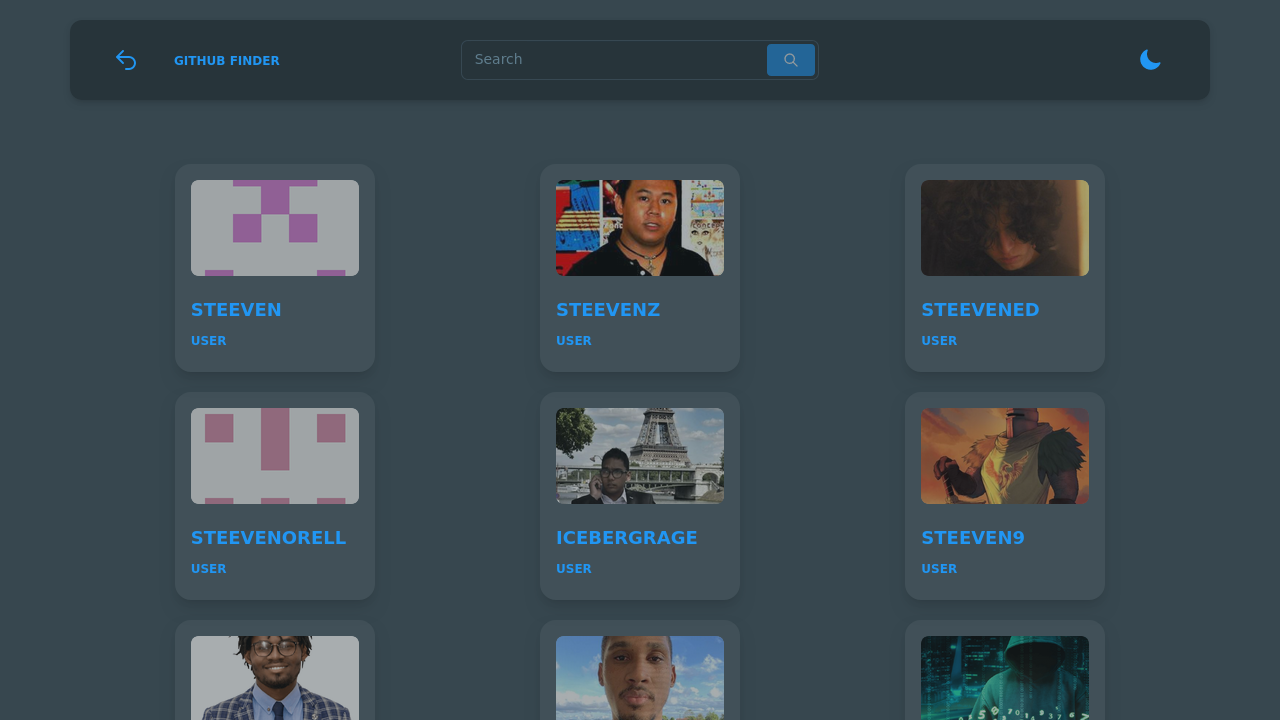 GITHUB FINDER
Search
STEEVEN
USER
STEEVENZ
USER
STEEVENED
USER
STEEVENORELL
USER
ICEBERGRAGE
USER
STEEVEN9
USER